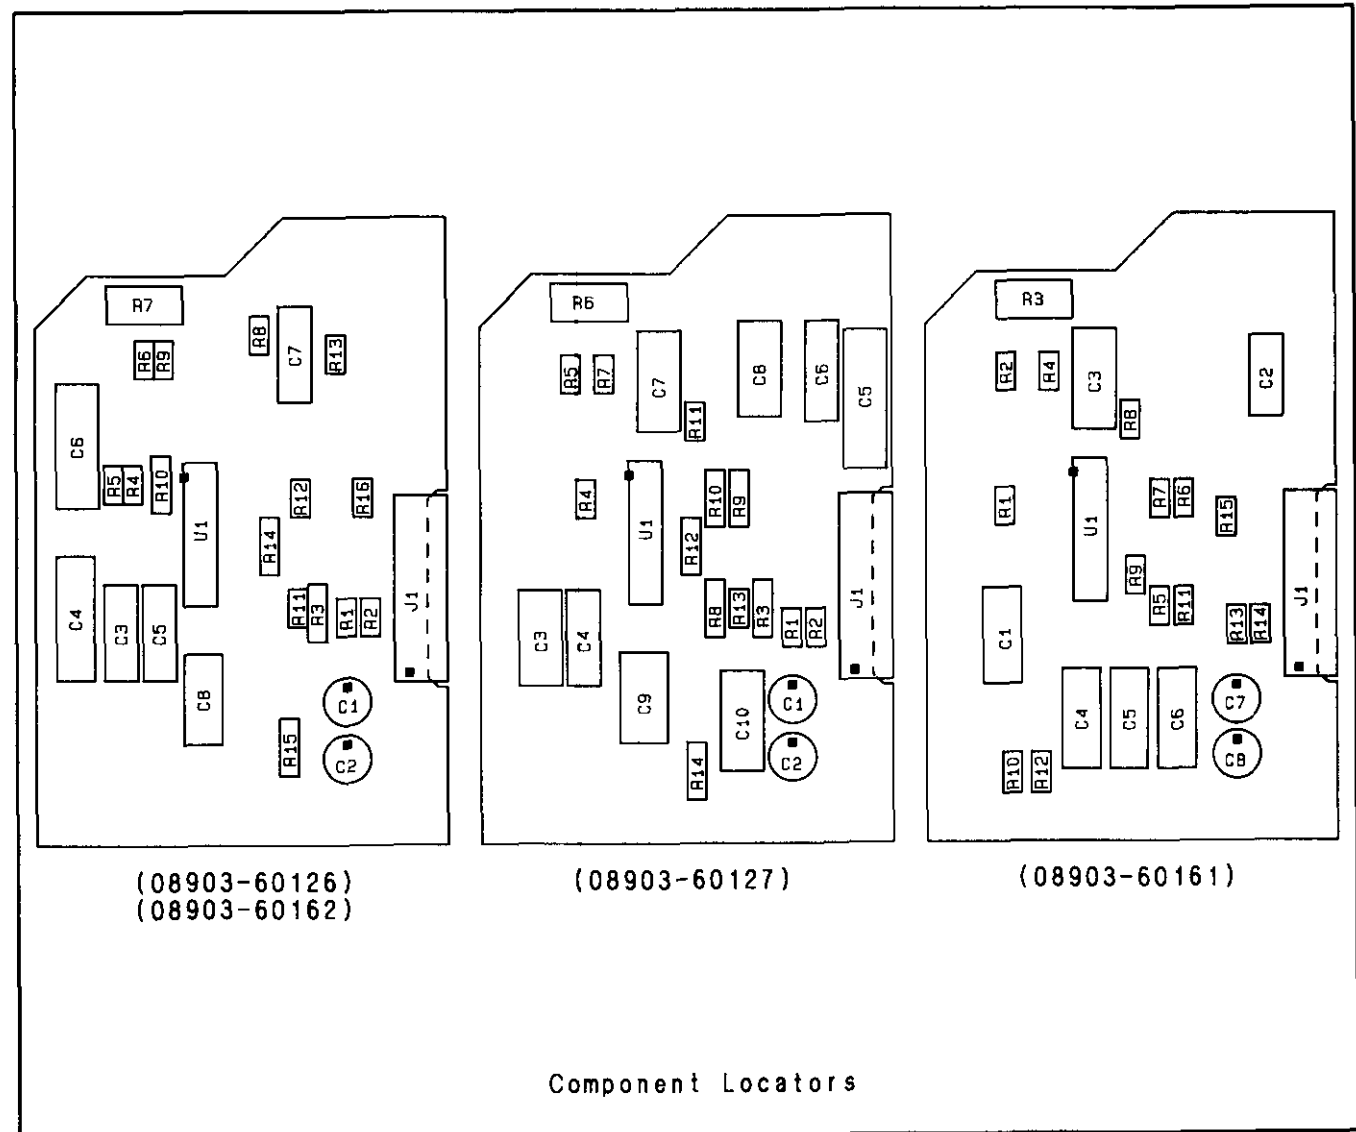 R7
R8
C7
R13
R6
R9
C6
R5
R4
R10
U1
R12
R16
R14
C4
C3
C5
R11
R3
R1
R2
J1
C8
C1
R15
C2
(08903-60126)
(08903-60162)
R6
R5
R7
C7
C8
C6
C5
R11
R4
U1
R10
R9
R12
C3
C4
R8
R13
R3
R1
R2
J1
C9
C10
C1
R14
C2
(08903-60127)
R3
R2
R4
C3
R8
C2
R1
U1
R7
R6
R15
R9
R5
R11
R13
R14
J1
C1
C4
C5
C6
C7
R10
R12
C8
(08903-60161)
Component Locators